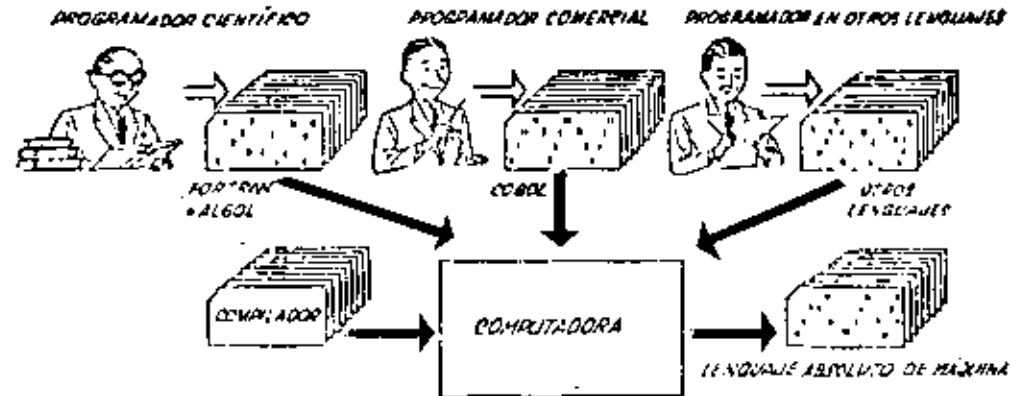 PROGRAMADOR CIENTÍFICO
PROGRAMADOR COMERCIAL
PROGRAMADOR EN OTROS LENGUAJES
FORTRAN
o ALGOL
COBOL
OTROS
LENGUAJES
COMPILADOR
COMPUTADORA
LENGUAJE ABSOLUTO DE MÁQUINA